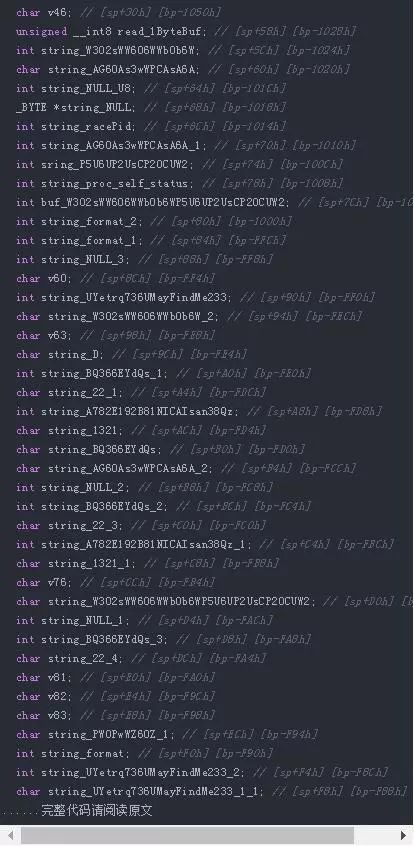 char v46; // [sp+30h] [bp-1050h]
unsigned __int8 read_1ByteBuf; // [sp+58h] [bp-1028h]
int string_W302sWW606WWb0b6W; // [sp+5Ch] [bp-1024h]
char string_AG60As3wWPCAsA6A; // [sp+60h] [bp-1020h]
int string_NULL_U8; // [sp+64h] [bp-101Ch]
_BYTE *string_NULL; // [sp+68h] [bp-1018h]
int string_racePid; // [sp+6Ch] [bp-1014h]
int string_AG60As3wWPCAsA6A_1; // [sp+70h] [bp-1010h]
int sring_P5U6UP2UsCP2OCUW2; // [sp+74h] [bp-100Ch]
int string_proc_self_status; // [sp+78h] [bp-1008h]
int buf_W302sWW606WWb0b6WP5U6UP2UsCP2OCUW2; // [sp+7Ch] [bp-10
int string_format_2; // [sp+80h] [bp-1000h]
int string_format_1; // [sp+84h] [bp-FFCh]
int string_NULL_3; // [sp+88h] [bp-FF8h]
char v60; // [sp+8Ch] [bp-FF4h]
int string_UYetrq736UMayFindMe233; // [sp+90h] [bp-FF0h]
char string_W302sWW606WWb0b6W_2; // [sp+94h] [bp-FECh]
char v63; // [sp+98h] [bp-FE8h]
char string_D; // [sp+9Ch] [bp-FE4h]
int string_BQ366EYdQs_1; // [sp+A0h] [bp-FE0h]
char string_22_1; // [sp+A4h] [bp-FDCh]
int string_A782E192B81NICAIsan38Qz; // [sp+A8h] [bp-FD8h]
char string_1321; // [sp+ACh] [bp-FD4h]
char string_BQ366EYdQs; // [sp+B0h] [bp-FD0h]
char string_AG60As3wWPCAsA6A_2; // [sp+B4h] [bp-FCCh]
int string_NULL_2; // [sp+B8h] [bp-FC8h]
int string_BQ366EYdQs_2; // [sp+BCh] [bp-FC4h]
char string_22_3; // [sp+C0h] [bp-FC0h]
int string_A782E192B81NICAIsan38Qz_1; // [sp+C4h] [bp-FBCh]
char string_1321_1; // [sp+C8h] [bp-FB8h]
char v76; // [sp+CCh] [bp-FB4h]
char string_W302sWW606WWb0b6WP5U6UP2UsCP2OCUW2; // [sp+D0h] [b
int string_NULL_1; // [sp+D4h] [bp-FACh]
int string_BQ366EYdQs_3; // [sp+D8h] [bp-FA8h]
char string_22_4; // [sp+DCh] [bp-FA4h]
char v81; // [sp+E0h] [bp-FA0h]
char v82; // [sp+E4h] [bp-F9Ch]
char v83; // [sp+E8h] [bp-F98h]
char string_PWOPwWZ6OZ_1; // [sp+ECh] [bp-F94h]
int string_format; // [sp+F0h] [bp-F90h]
int string_UYetrq736UMayFindMe233_2; // [sp+F4h] [bp-F8Ch]
char string_UYetrq736UMayFindMe233_1_1; // [sp+F8h] [bp-F88h]
......完整代码请阅读原文